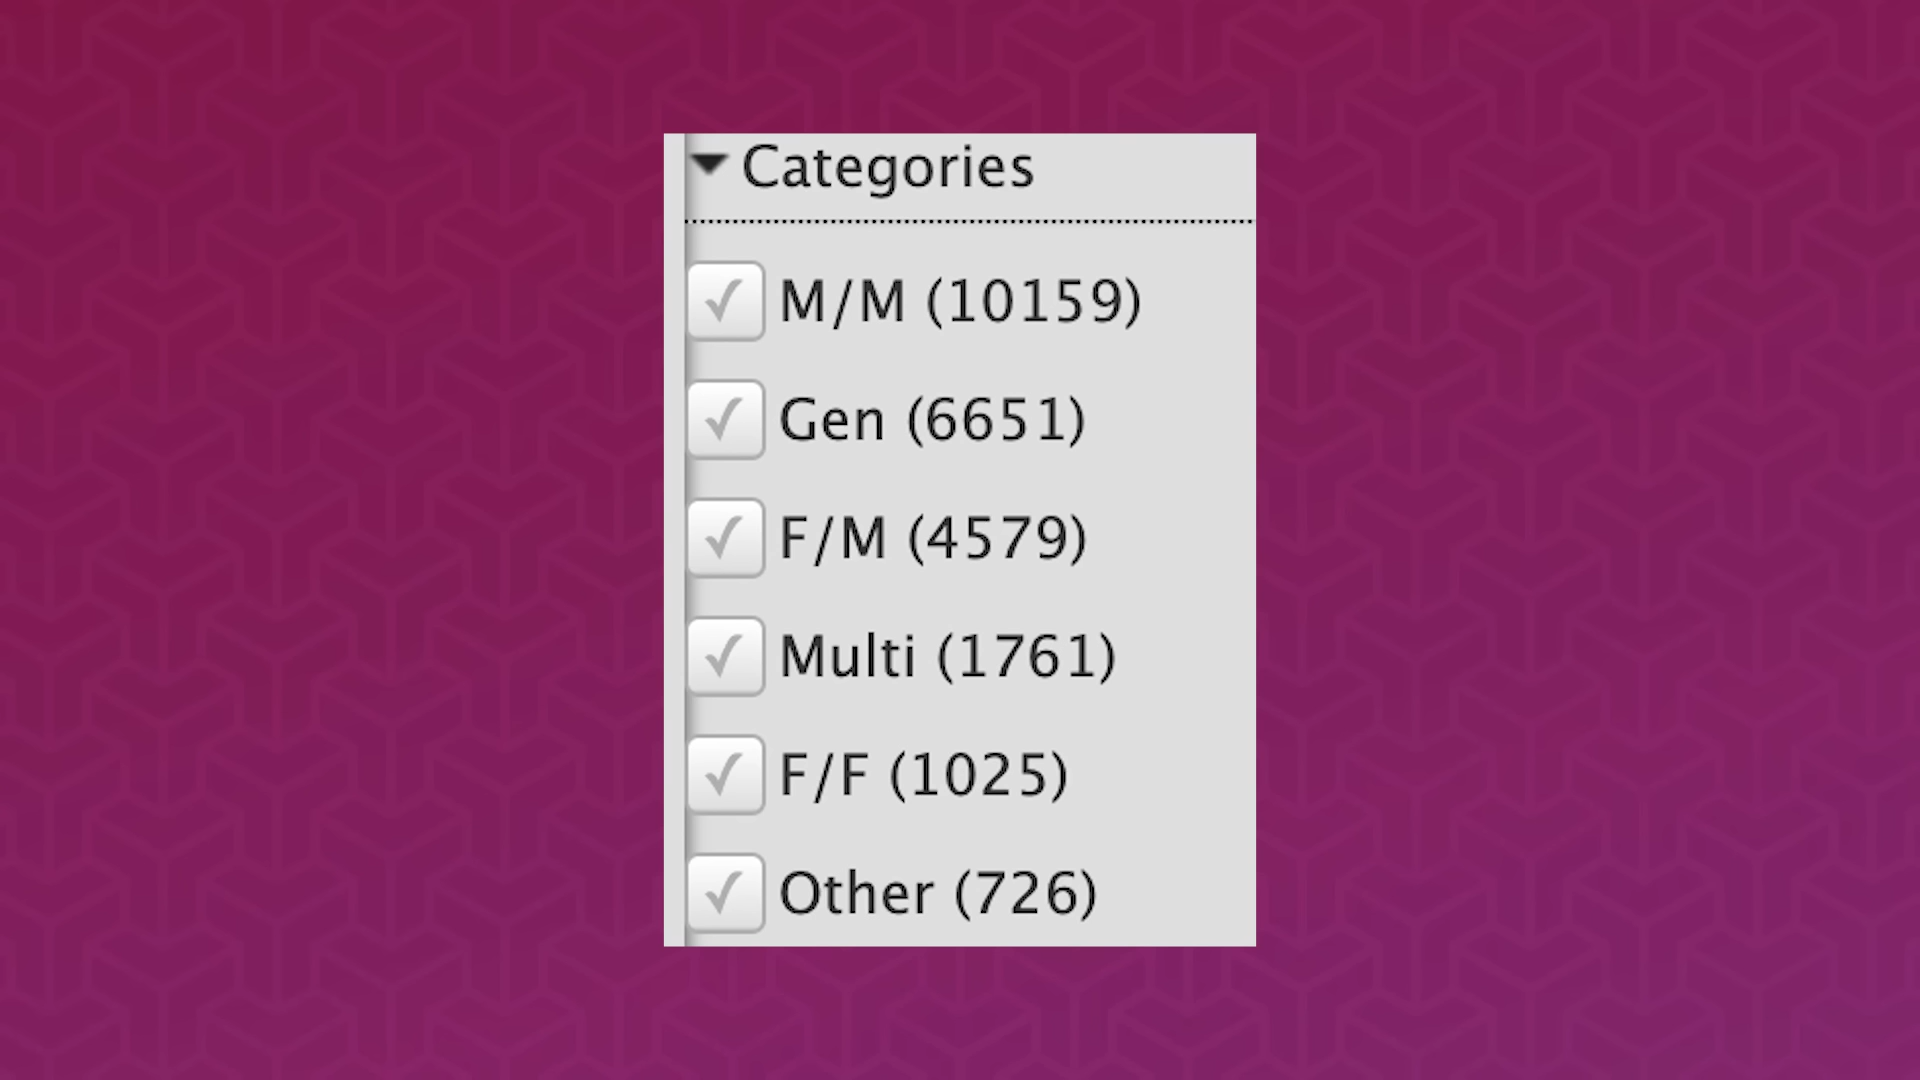 Categories
M/M (10159)
Gen (6651)
F/M (4579)
Multi (1761)
F/F (1025)
Other (726)